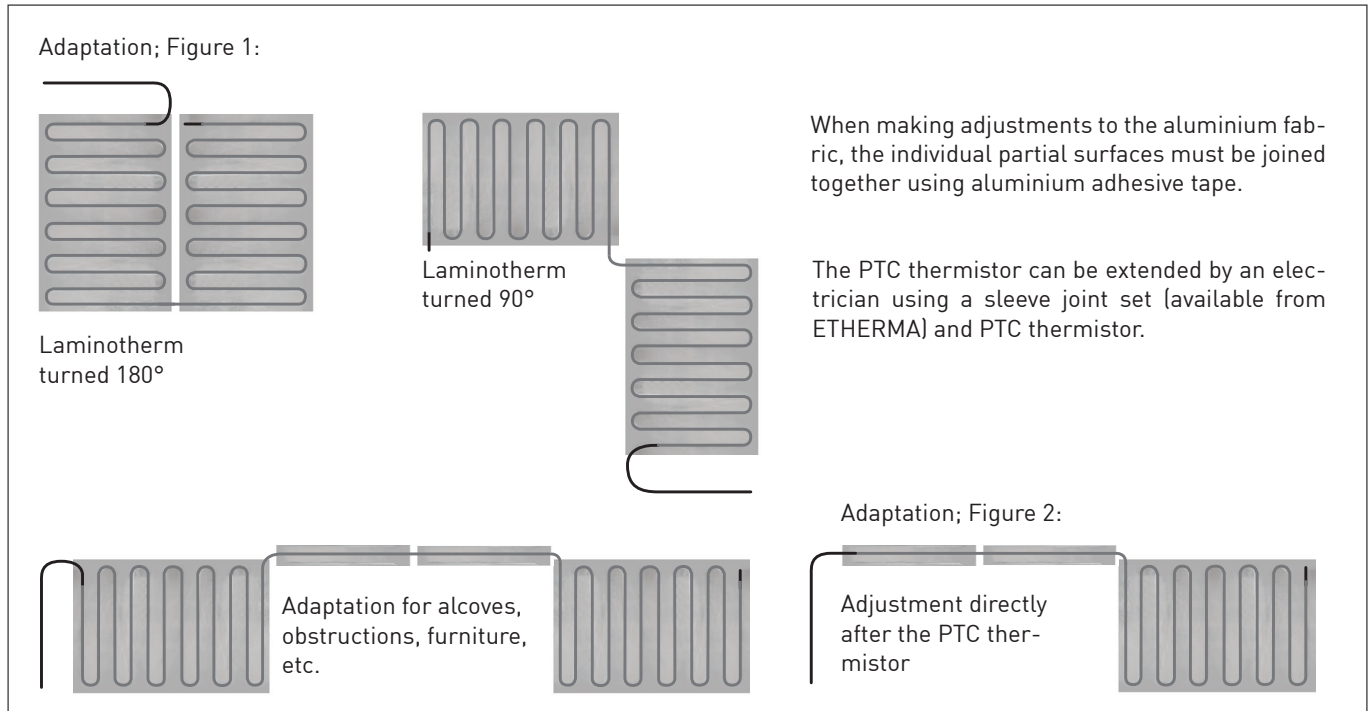 Adaptation; Figure 1:
When making adjustments to the aluminium fab-
ric, the individual partial surfaces must be joined
together using aluminium adhesive tape.
Laminotherm
turned 90°
The PTC thermistor can be extended by an elec-
trician using a sleeve joint set (available from
ETHERMA) and PTC thermistor.
Laminotherm
turned 180°
Adaptation; Figure 2:
Adaptation for alcoves,
obstructions, furniture,
etc.
Adjustment directly
after the PTC ther-
mistor